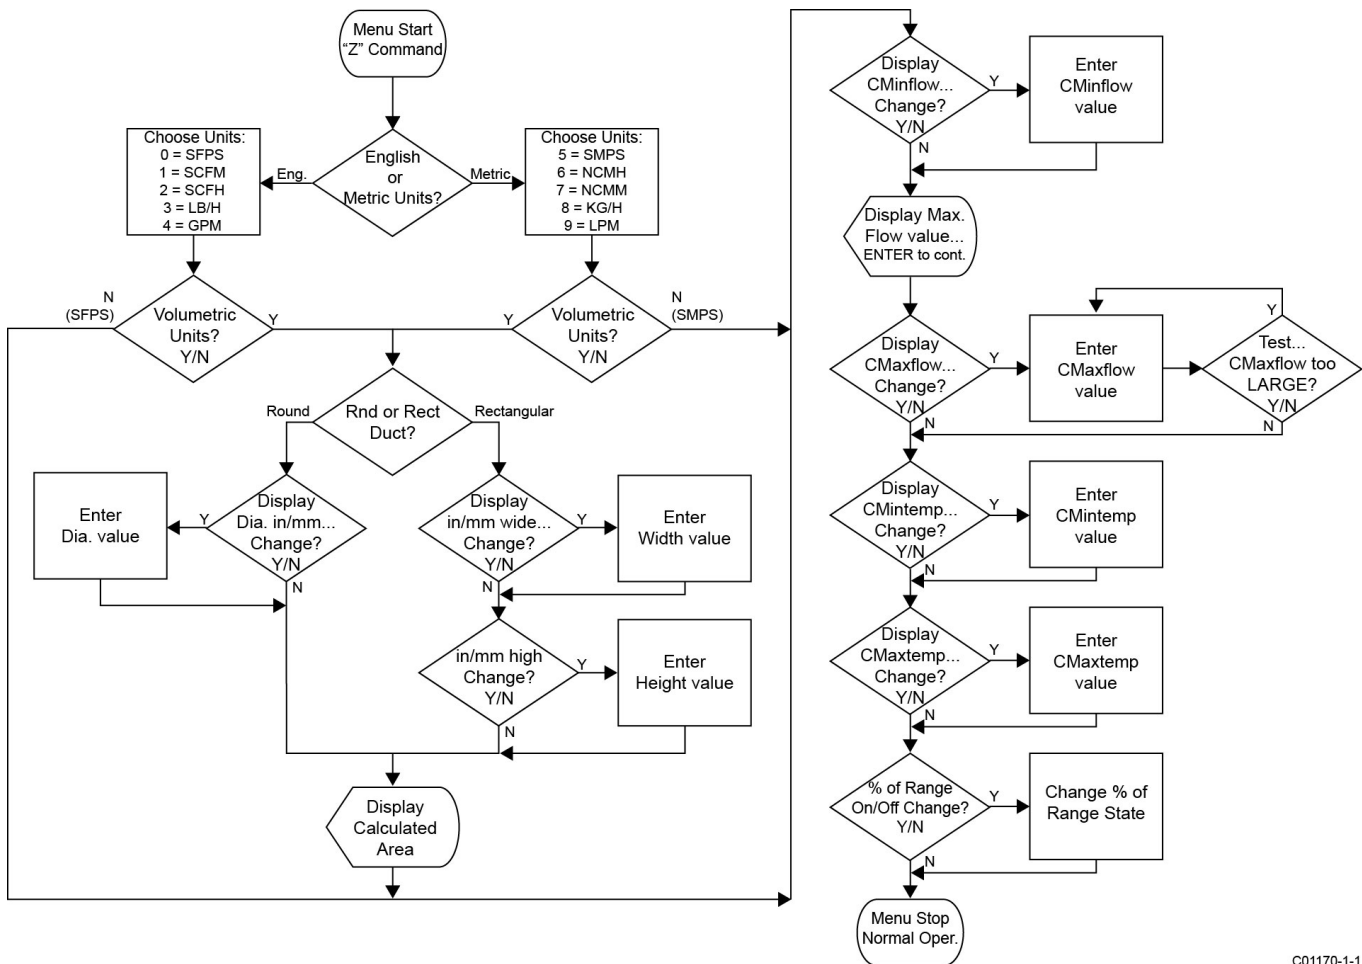 Menu Start
“Z” Command
Choose Units:
0 = SFPS
1 = SCFM
2 = SCFH
3 = LB/H
4 = GPM
Eng.
English
or
Metric Units?
Metric
Choose Units:
5 = SMPS
6 = NCMH
7 = NCMM
8 = KG/H
9 = LPM
N
(SFPS)
Volumetric
Units?
Y/N
Y
Y
Volumetric
Units?
Y/N
N
(SMPS)
Round
Rnd or Rect
Duct?
Rectangular
Enter
Dia. value
Y
Display
Dia. in/mm...
Change?
Y/N
N
Display
in/mm wide...
Change?
Y/N
Y
N
Enter
Width value
in/mm high
Change?
Y/N
Y
N
Enter
Height value
Display
Calculated
Area
Display
CMinflow...
Change?
Y/N
Y
N
Enter
CMinflow
value
Display Max.
Flow value...
ENTER to cont.
Display
CMaxflow...
Change?
Y/N
Y
N
Enter
CMaxflow
value
Y
Test...
CMaxflow too
LARGE?
Y/N
N
Display
CMintemp...
Change?
Y/N
Y
N
Enter
CMintemp
value
Display
CMaxtemp...
Change?
Y/N
Y
N
Enter
CMaxtemp
value
% of Range
On/Off Change?
Y/N
Y
N
Change % of
Range State
Menu Stop
Normal Oper.
C01170-1-1